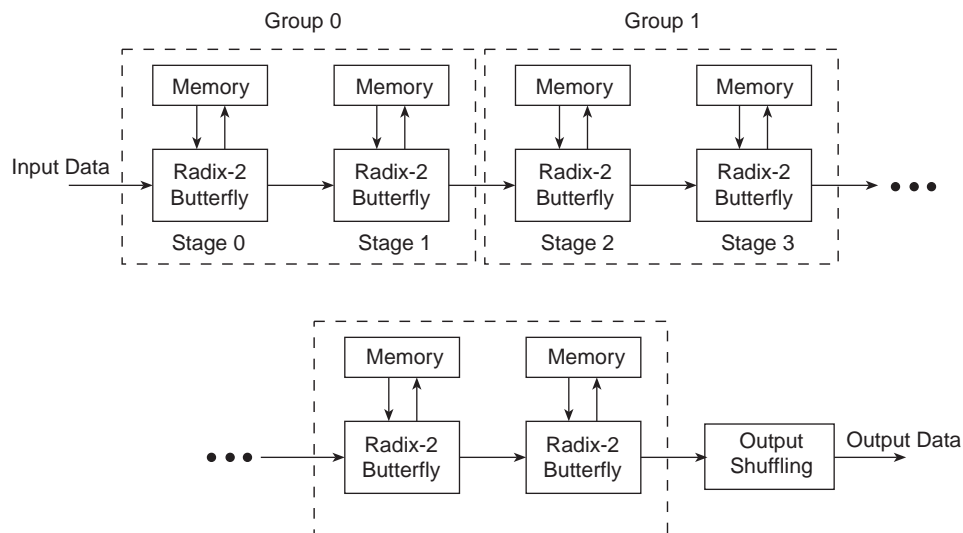 Group 0
Group 1
Memory
Memory
Memory
Memory
Input Data
Radix-2
Butterfly
Radix-2
Butterfly
Radix-2
Butterfly
Radix-2
Butterfly
Stage 0
Stage 1
Stage 2
Stage 3
Memory
Memory
Radix-2
Butterfly
Radix-2
Butterfly
Output
Shuffling
Output Data